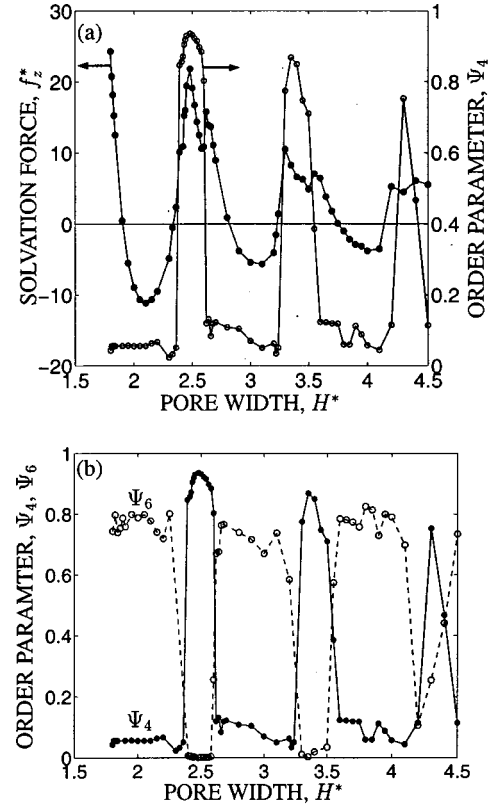 (a)
SOLVATION FORCE, f_z^*
30
20
10
0
−10
−20
1
0.8
0.6
0.4
0.2
0
ORDER PARAMETER, Ψ4
1.5 2 2.5 3 3.5 4 4.5
PORE WIDTH, H*
(b)
ORDER PARAMTER, Ψ4, Ψ6
1
0.8
0.6
0.4
0.2
0
Ψ6
Ψ4
1.5 2 2.5 3 3.5 4 4.5
PORE WIDTH, H*